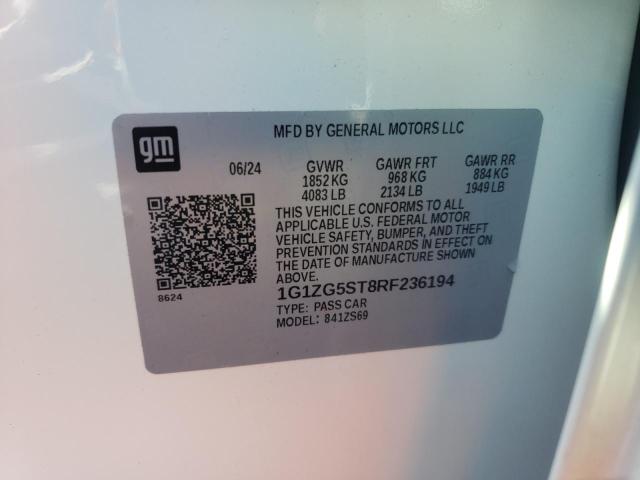 gm
MFD BY GENERAL MOTORS LLC
06/24 GVWR GAWR FRT GAWR RR
1852 KG 968 KG 884 KG
4083 LB 2134 LB 1949 LB
THIS VEHICLE CONFORMS TO ALL
APPLICABLE U.S. FEDERAL MOTOR
VEHICLE SAFETY, BUMPER, AND THEFT
PREVENTION STANDARDS IN EFFECT ON
THE DATE OF MANUFACTURE SHOWN ABOVE.
8624
1G1ZG5ST8RF236194
TYPE: PASS CAR
MODEL: 841ZS69